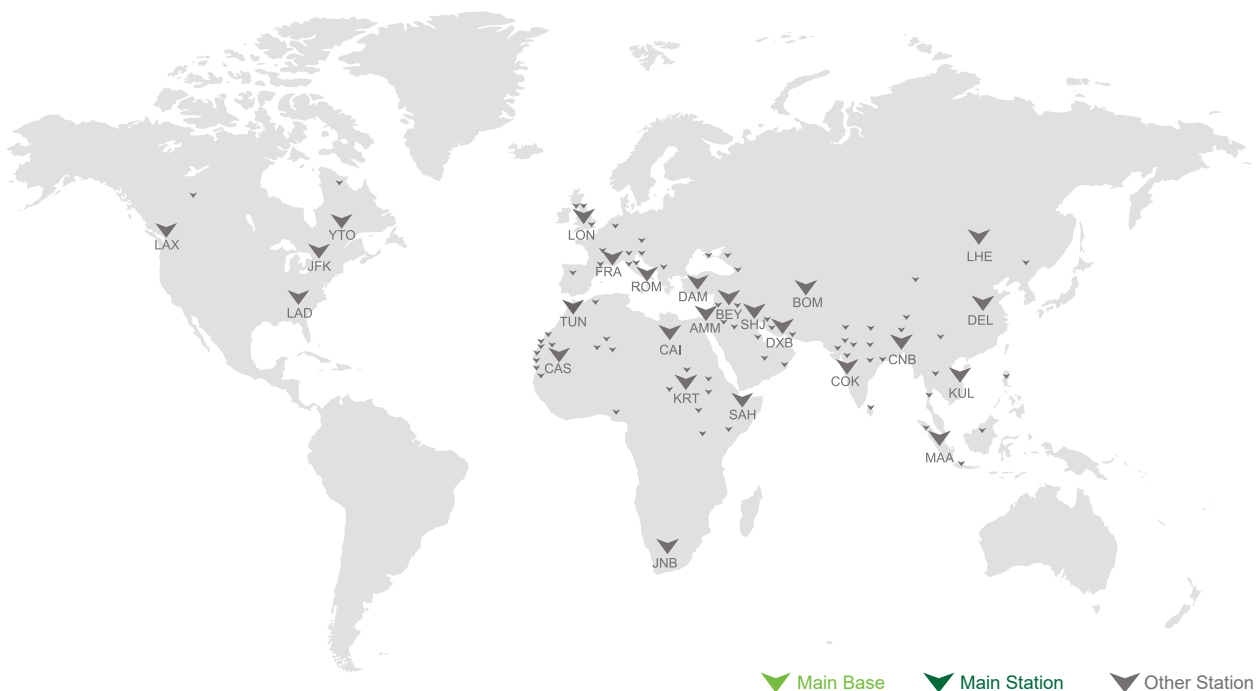 LON
YTO
LAX
JFK
LHE
FRA
ROM
DAM
BOM
LAD
TUN
BEY
SHJ
AMM
DEL
DXB
CAI
CNB
CAS
COK
KRT
KUL
SAH
MAA
JNB
Main Base
Main Station
Other Station